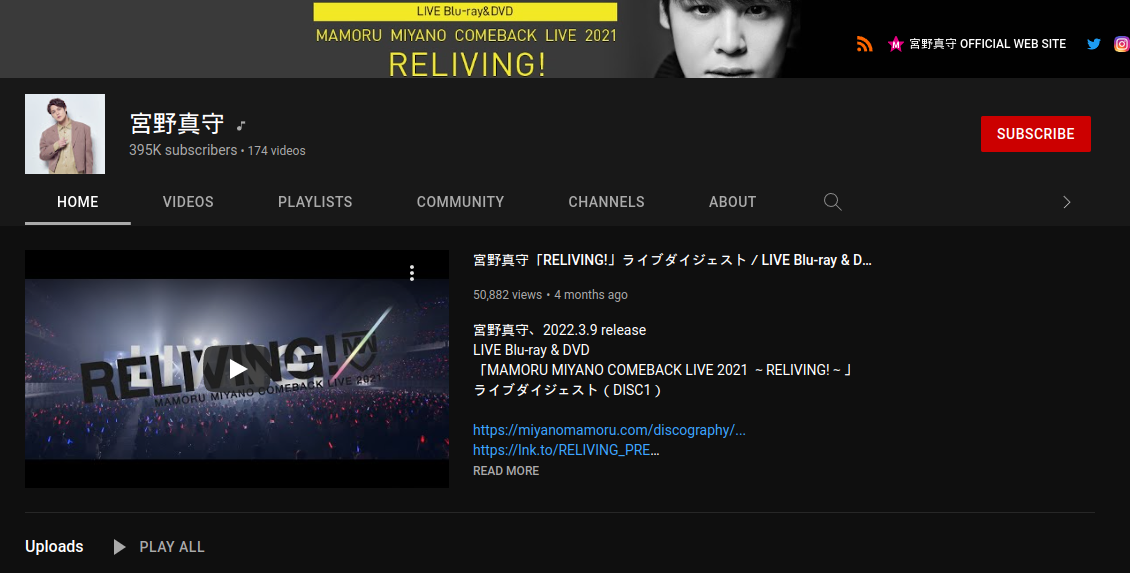 LIVE Blu-ray&DVD
MAMORU MIYANO COMEBACK LIVE 2021
RELIVING!
M 宮野真守 OFFICIAL WEB SITE
宮野真守
395K subscribers • 174 videos
SUBSCRIBE
HOME VIDEOS PLAYLISTS COMMUNITY CHANNELS ABOUT
宮野真守「RELIVING!」ライブダイジェスト / LIVE Blu-ray & D…
50,882 views • 4 months ago
宮野真守、2022.3.9 release
LIVE Blu-ray & DVD
「MAMORU MIYANO COMEBACK LIVE 2021 ～RELIVING!～」
ライブダイジェスト（DISC1）
https://miyanomamoru.com/discography/...
https://lnk.to/RELIVING_PRE…
READ MORE
RELIVING!
MAMORU MIYANO COMEBACK LIVE 2021
Uploads PLAY ALL